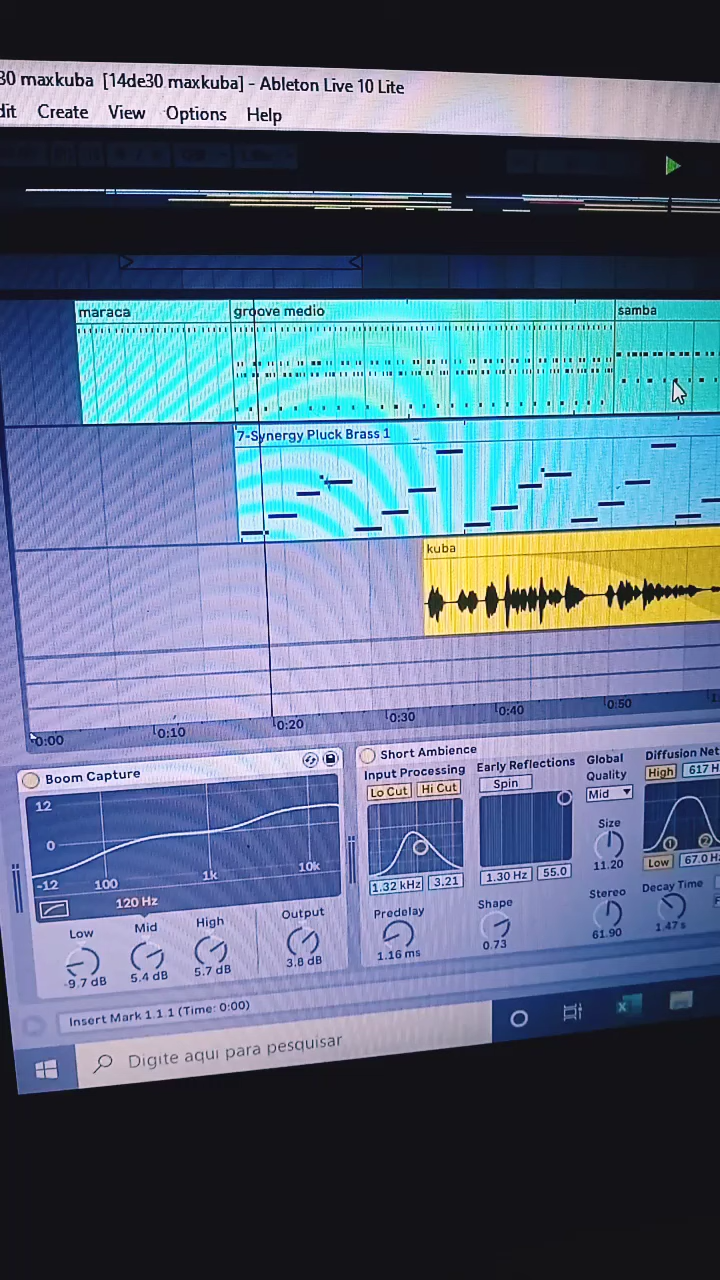 30 maxkuba [14de30 maxkuba] - Ableton Live 10 Lite
dit Create View Options Help
maraca groove medio samba
7-Synergy Pluck Brass 1
kuba
0:00 0:10 0:20 0:30 0:40 0:50
Boom Capture
12
0
-12 100 1k 10k
120 Hz
Low Mid High Output
-9.7 dB 5.4 dB 5.7 dB 3.8 dB
Short Ambience
Input Processing Early Reflections Global Diffusion Net
Lo Cut Hi Cut Spin Quality High 617 H
Mid
1.32 kHz 3.21 1.30 Hz 55.0 Size Low 67.0 Hz
11.20
1 2
Predelay Shape Stereo Decay Time
1.16 ms 0.73 61.90 1.47 s
Insert Mark 1.1.1 (Time: 0:00)
Digite aqui para pesquisar